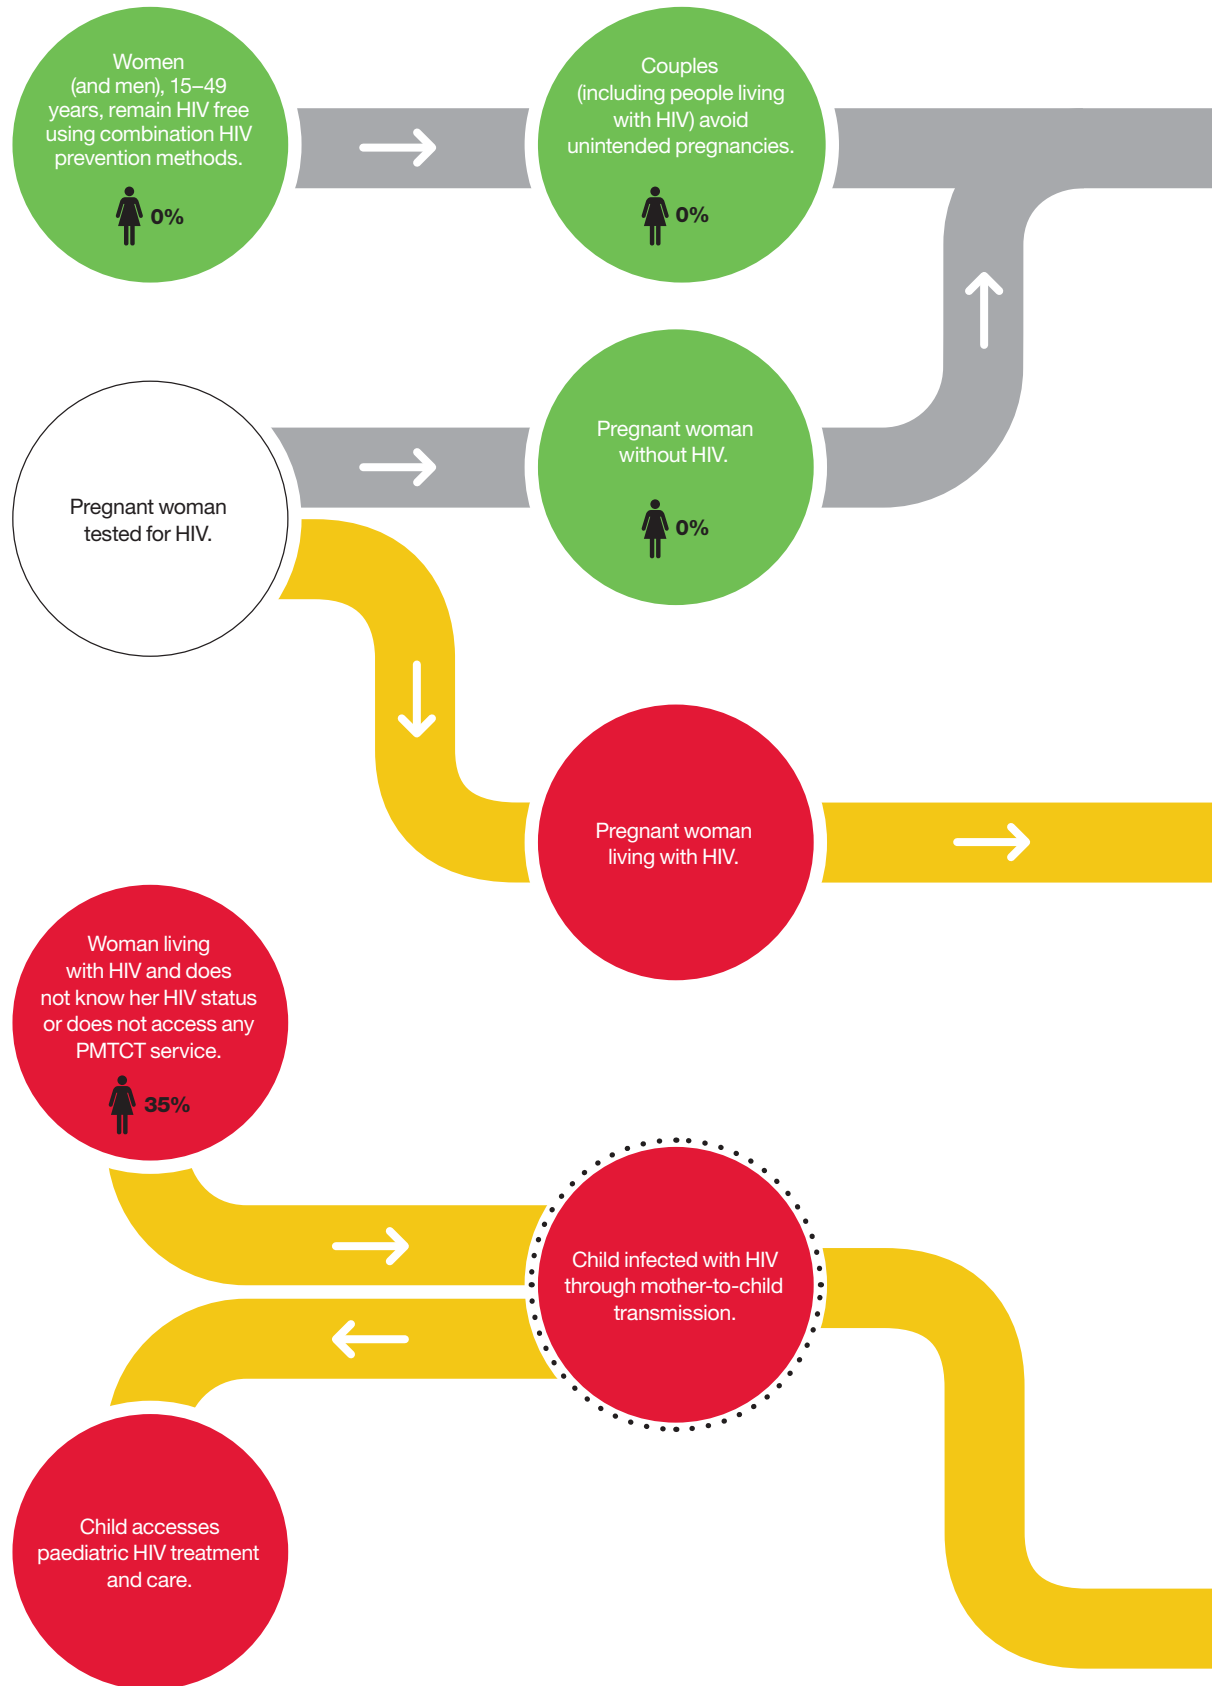 Women
(and men), 15–49
years, remain HIV free
using combination HIV
prevention methods.
0%
Couples
(including people living
with HIV) avoid
unintended pregnancies.
0%
Pregnant woman
tested for HIV.
Pregnant woman
without HIV.
0%
Pregnant woman
living with HIV.
Woman living
with HIV and does
not know her HIV status
or does not access any
PMTCT service.
35%
Child infected with HIV
through mother-to-child
transmission.
Child accesses
paediatric HIV treatment
and care.